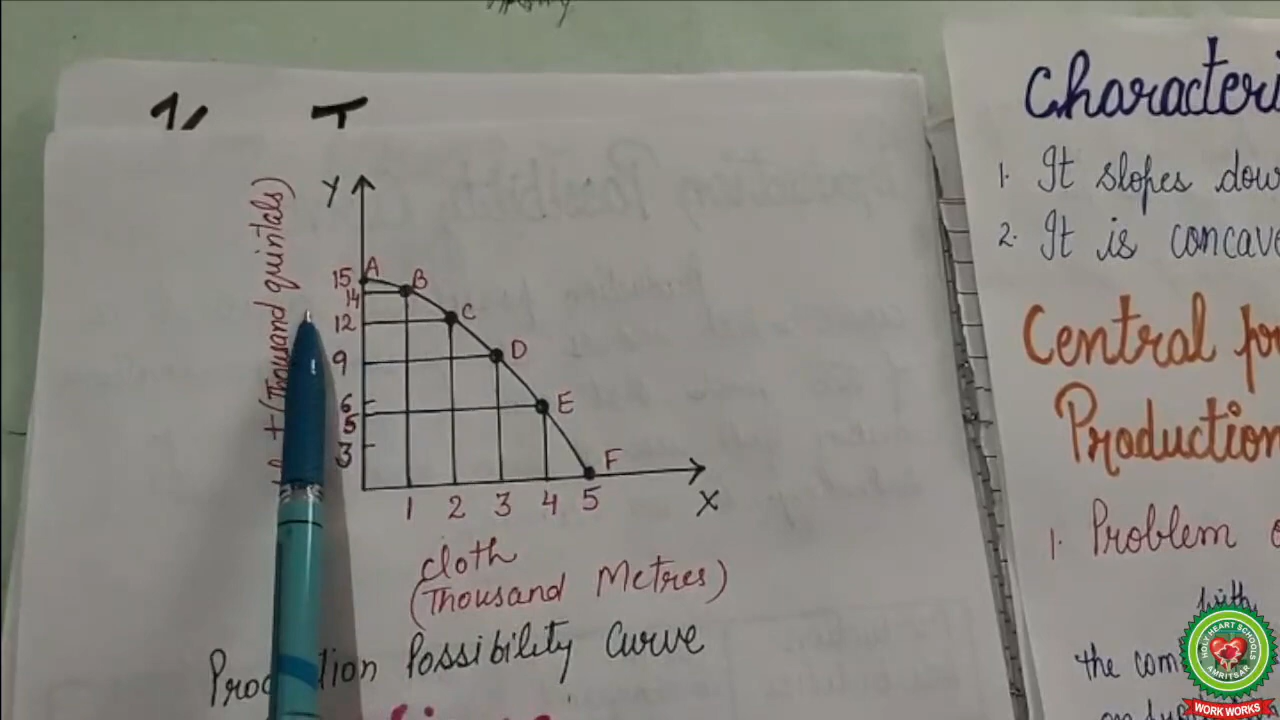 Y
(Thousand quintals)
15 A
B
14
C
12
D
9
6
E
5
3
F
1 2 3 4 5 X
cloth
(Thousand Metres)
Possibility Curve
Characteri
1. It slopes dow
2. It is concave
Central po
Production
1. Problem
with
the com
HOLY HEART SCHOOLS
AMRITSAR
WORK WORKS